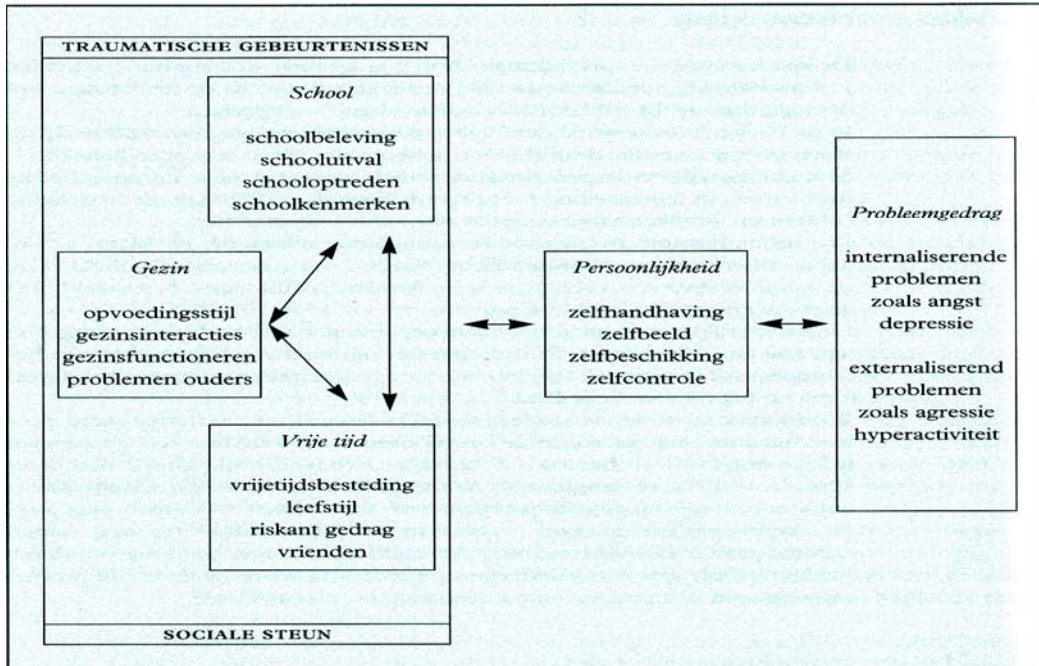 TRAUMATISCHE GEBEURTENISSEN
School
schoolbeleving
schooluitval
schooloptreden
schoolkenmerken
Gezin
opvoedingsstijl
gezinsinteracties
gezinsfunctioneren
problemen ouders
Vrije tijd
vrijetijdsbesteding
leefstijl
riskant gedrag
vrienden
SOCIALE STEUN
Persoonlijkheid
zelfhandhaving
zelfbeeld
zelfbeschikking
zelfcontrole
Probleemgedrag
internaliserende
problemen
zoals angst
depressie
externaliserend
problemen
zoals agressie
hyperactiviteit